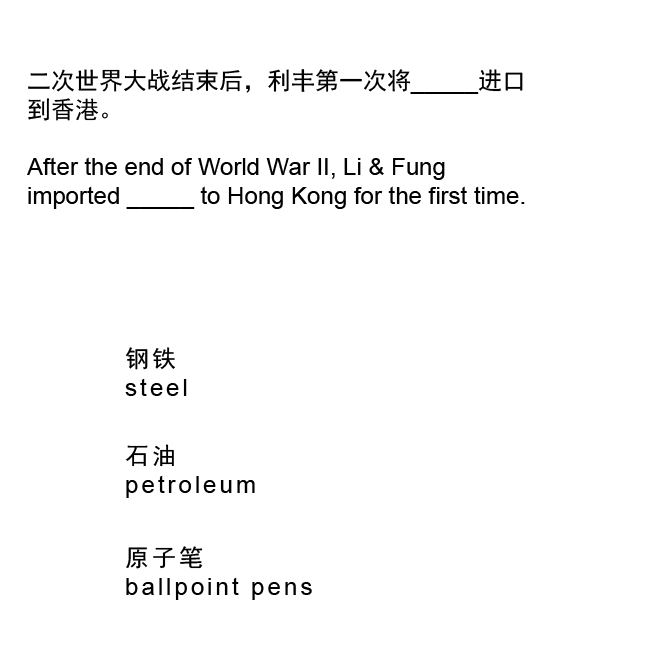 二次世界大战结束后，利丰第一次将_____进口
到香港。
After the end of World War II, Li & Fung
imported _____ to Hong Kong for the first time.
钢铁
steel
石油
petroleum
原子笔
ballpoint pens